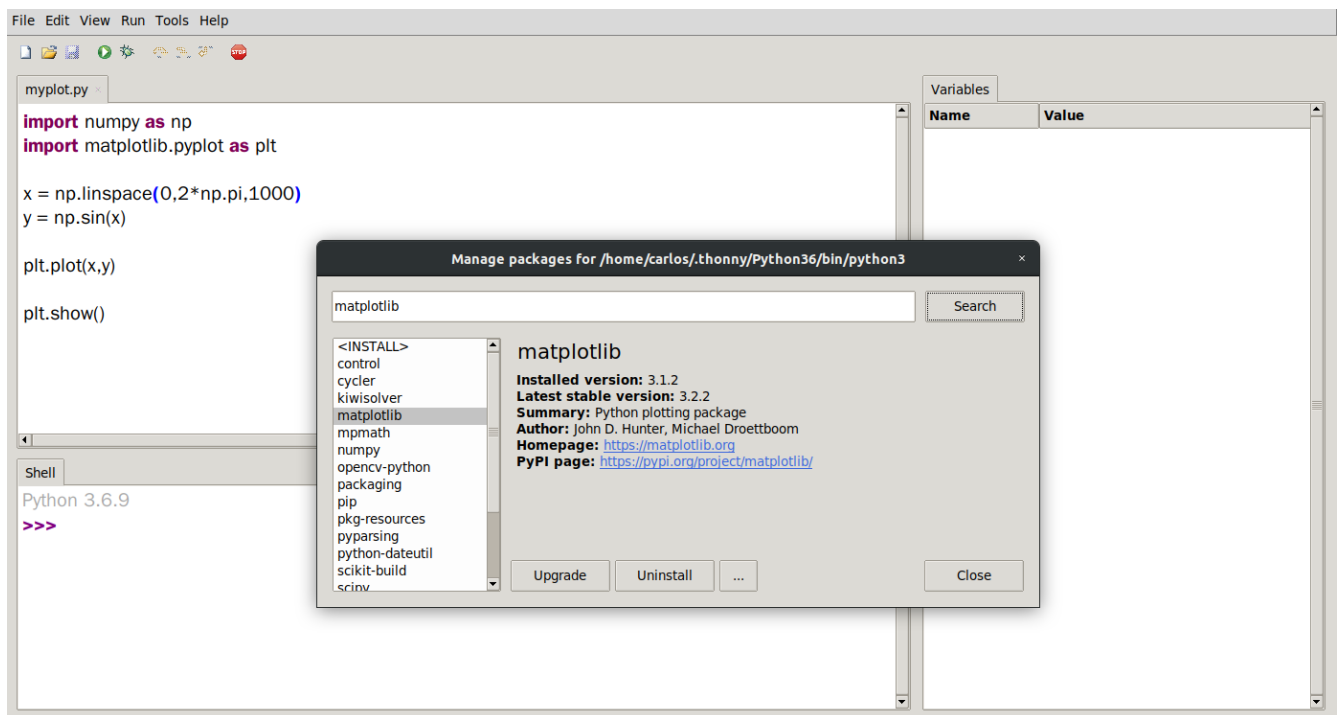 File Edit View Run Tools Help
STOP
myplot.py
import numpy as np
import matplotlib.pyplot as plt
x = np.linspace(0,2*np.pi,1000)
y = np.sin(x)
plt.plot(x,y)
plt.show()
Shell
Python 3.6.9
>>>
Variables
Name Value
Manage packages for /home/carlos/.thonny/Python36/bin/python3 ×
matplotlib
Search
<INSTALL>
control
cycler
kiwisolver
matplotlib
mpmath
numpy
opencv-python
packaging
pip
pkg-resources
pyparsing
python-dateutil
scikit-build
scipy
matplotlib
Installed version: 3.1.2
Latest stable version: 3.2.2
Summary: Python plotting package
Author: John D. Hunter, Michael Droettboom
Homepage: https://matplotlib.org
PyPI page: https://pypi.org/project/matplotlib/
Upgrade Uninstall ... Close